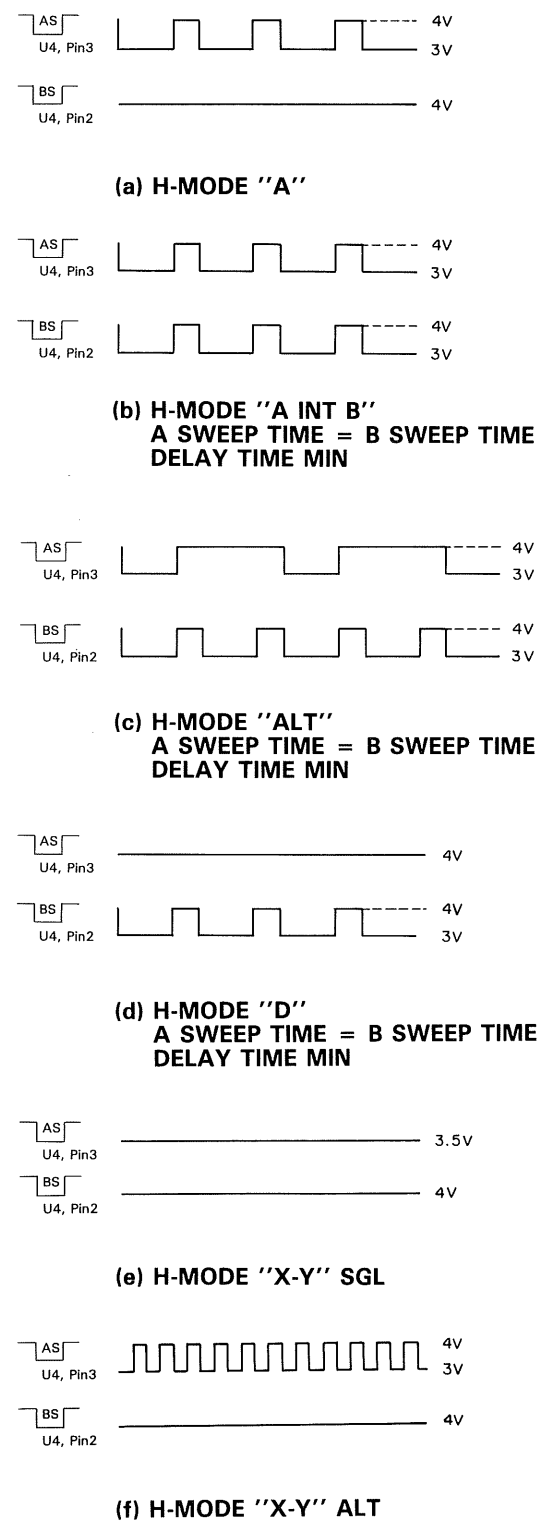 AS
4V
U4, Pin3
3V
BS
4V
U4, Pin2
(a) H-MODE "A"
AS
4V
U4, Pin3
3V
BS
4V
U4, Pin2
3V
(b) H-MODE "A INT B"
A SWEEP TIME = B SWEEP TIME
DELAY TIME MIN
AS
4V
U4, Pin3
3V
BS
4V
U4, Pin2
3V
(c) H-MODE "ALT"
A SWEEP TIME = B SWEEP TIME
DELAY TIME MIN
AS
4V
U4, Pin3
BS
4V
U4, Pin2
3V
(d) H-MODE "D"
A SWEEP TIME = B SWEEP TIME
DELAY TIME MIN
AS
3.5V
U4, Pin3
BS
4V
U4, Pin2
(e) H-MODE "X-Y" SGL
AS
4V
U4, Pin3
3V
BS
4V
U4, Pin2
(f) H-MODE "X-Y" ALT